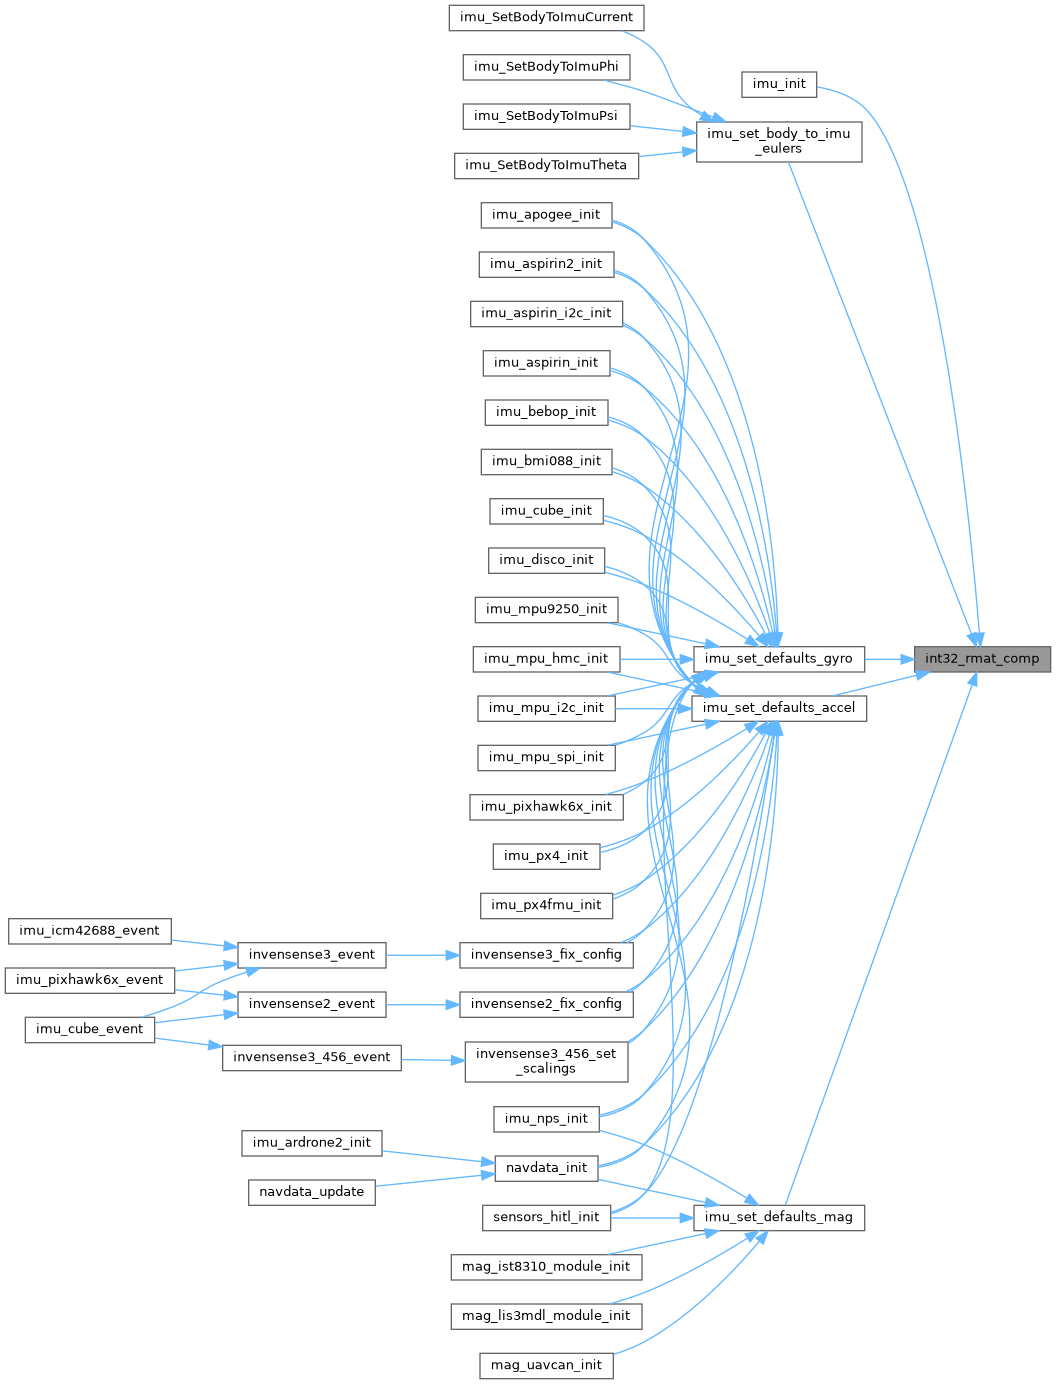 imu_SetBodyToImuCurrent
imu_SetBodyToImuPhi
imu_init
imu_SetBodyToImuPsi
imu_set_body_to_imu
_eulers
imu_SetBodyToImuTheta
imu_apogee_init
imu_aspirin2_init
imu_aspirin_i2c_init
imu_aspirin_init
imu_bebop_init
imu_bmi088_init
imu_cube_init
imu_disco_init
imu_mpu9250_init
imu_mpu_hmc_init
imu_set_defaults_gyro
int32_rmat_comp
imu_mpu_i2c_init
imu_set_defaults_accel
imu_mpu_spi_init
imu_pixhawk6x_init
imu_px4_init
imu_px4fmu_init
imu_icm42688_event
invensense3_event
invensense3_fix_config
imu_pixhawk6x_event
invensense2_event
invensense2_fix_config
imu_cube_event
invensense3_456_event
invensense3_456_set
_scalings
imu_nps_init
imu_ardrone2_init
navdata_init
navdata_update
sensors_hitl_init
imu_set_defaults_mag
mag_ist8310_module_init
mag_lis3mdl_module_init
mag_uavcan_init